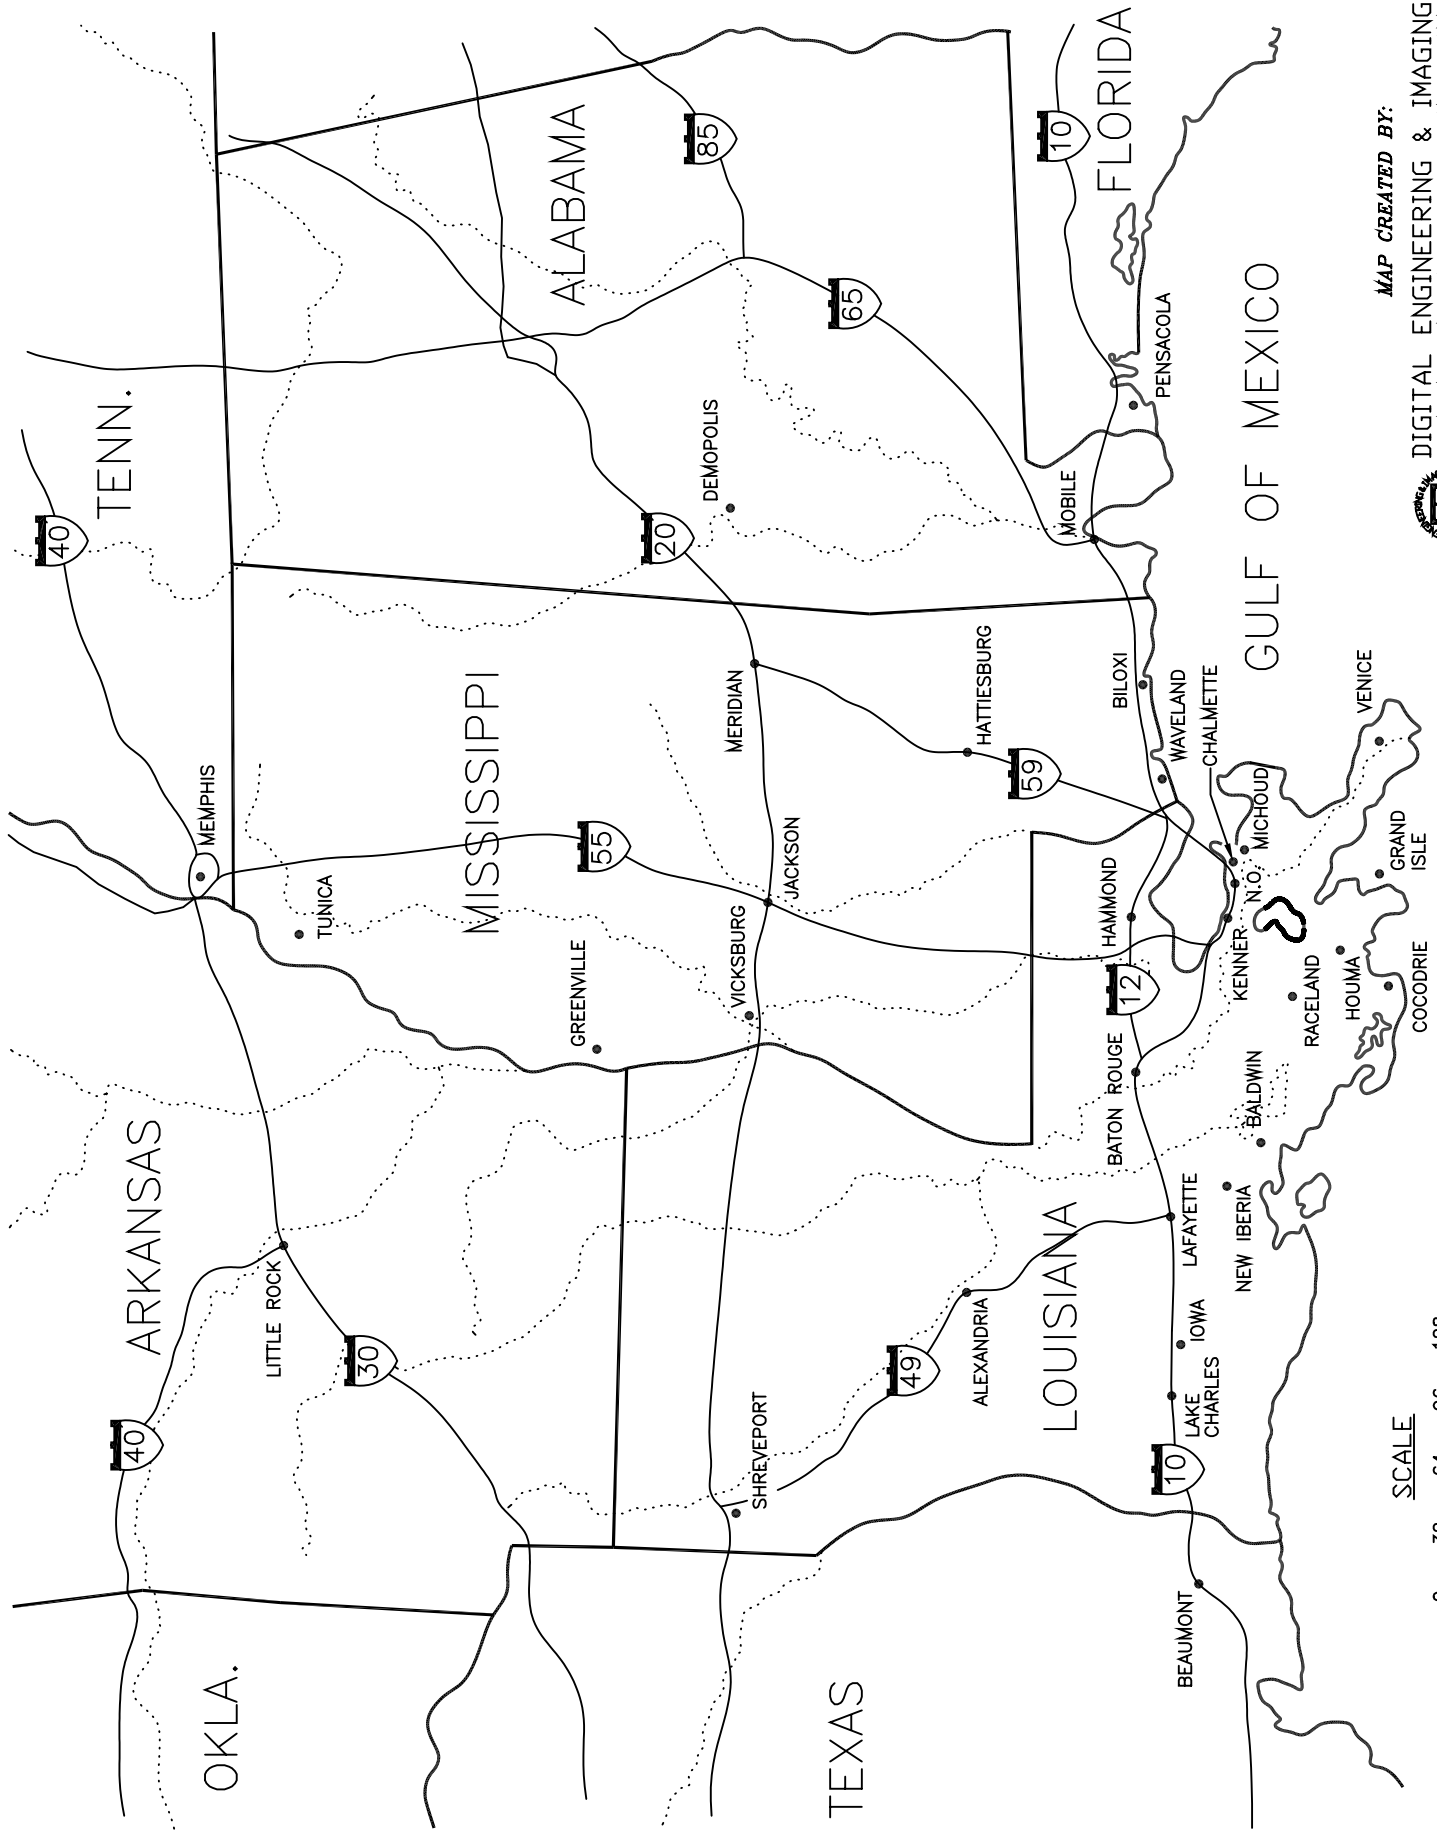 OKLA.
ARKANSAS
TENN.
TEXAS
LOUISIANA
MISSISSIPPI
ALABAMA
FLORIDA
GULF OF MEXICO
40
40
30
20
55
49
59
65
85
10
10
12
MEMPHIS
TUNICA
LITTLE ROCK
GREENVILLE
VICKSBURG
JACKSON
MERIDIAN
DEMOPOLIS
SHREVEPORT
ALEXANDRIA
HATTIESBURG
MOBILE
PENSACOLA
BILOXI
WAVELAND
CHALMETTE
MICHOUD
HAMMOND
BATON ROUGE
KENNER
N.O.
LAFAYETTE
NEW IBERIA
BALDWIN
IOWA
LAKE
CHARLES
BEAUMONT
RACELAND
HOUMA
COCODRIE
GRAND
ISLE
VENICE
SCALE
MAP CREATED BY:
DIGITAL ENGINEERING & IMAGING